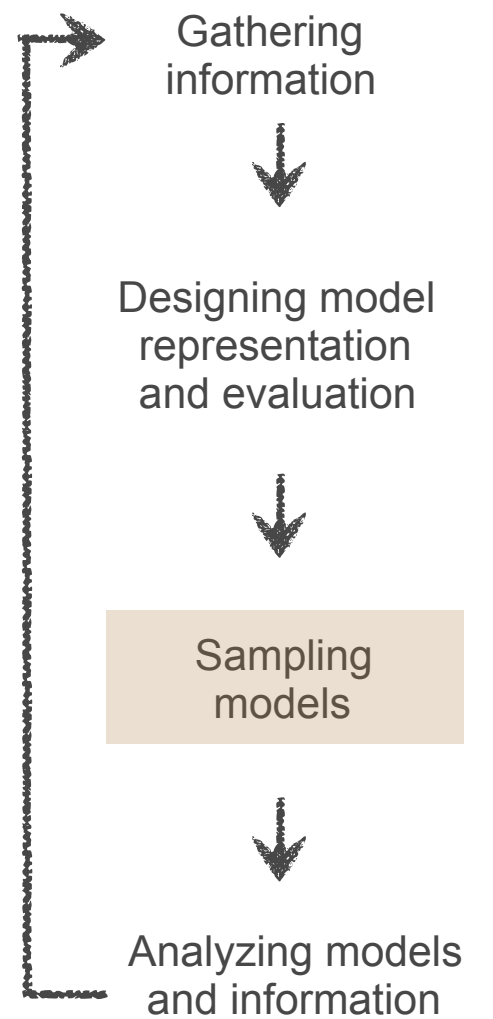 Gathering
information
Designing model
representation
and evaluation
Sampling
models
Analyzing models
and information